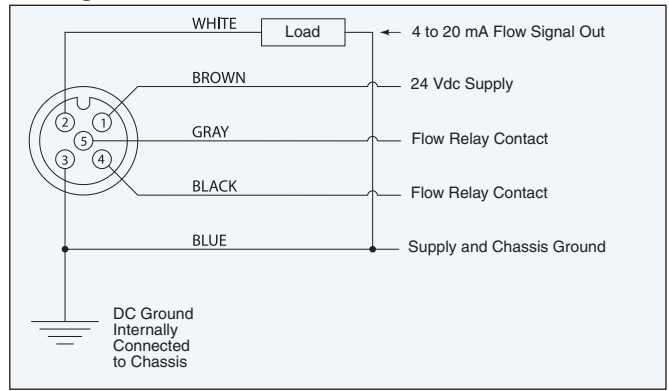 WHITE
Load
4 to 20 mA Flow Signal Out
BROWN
24 Vdc Supply
2
1
5
GRAY
Flow Relay Contact
3
4
BLACK
Flow Relay Contact
BLUE
Supply and Chassis Ground
DC Ground
Internally
Connected
to Chassis